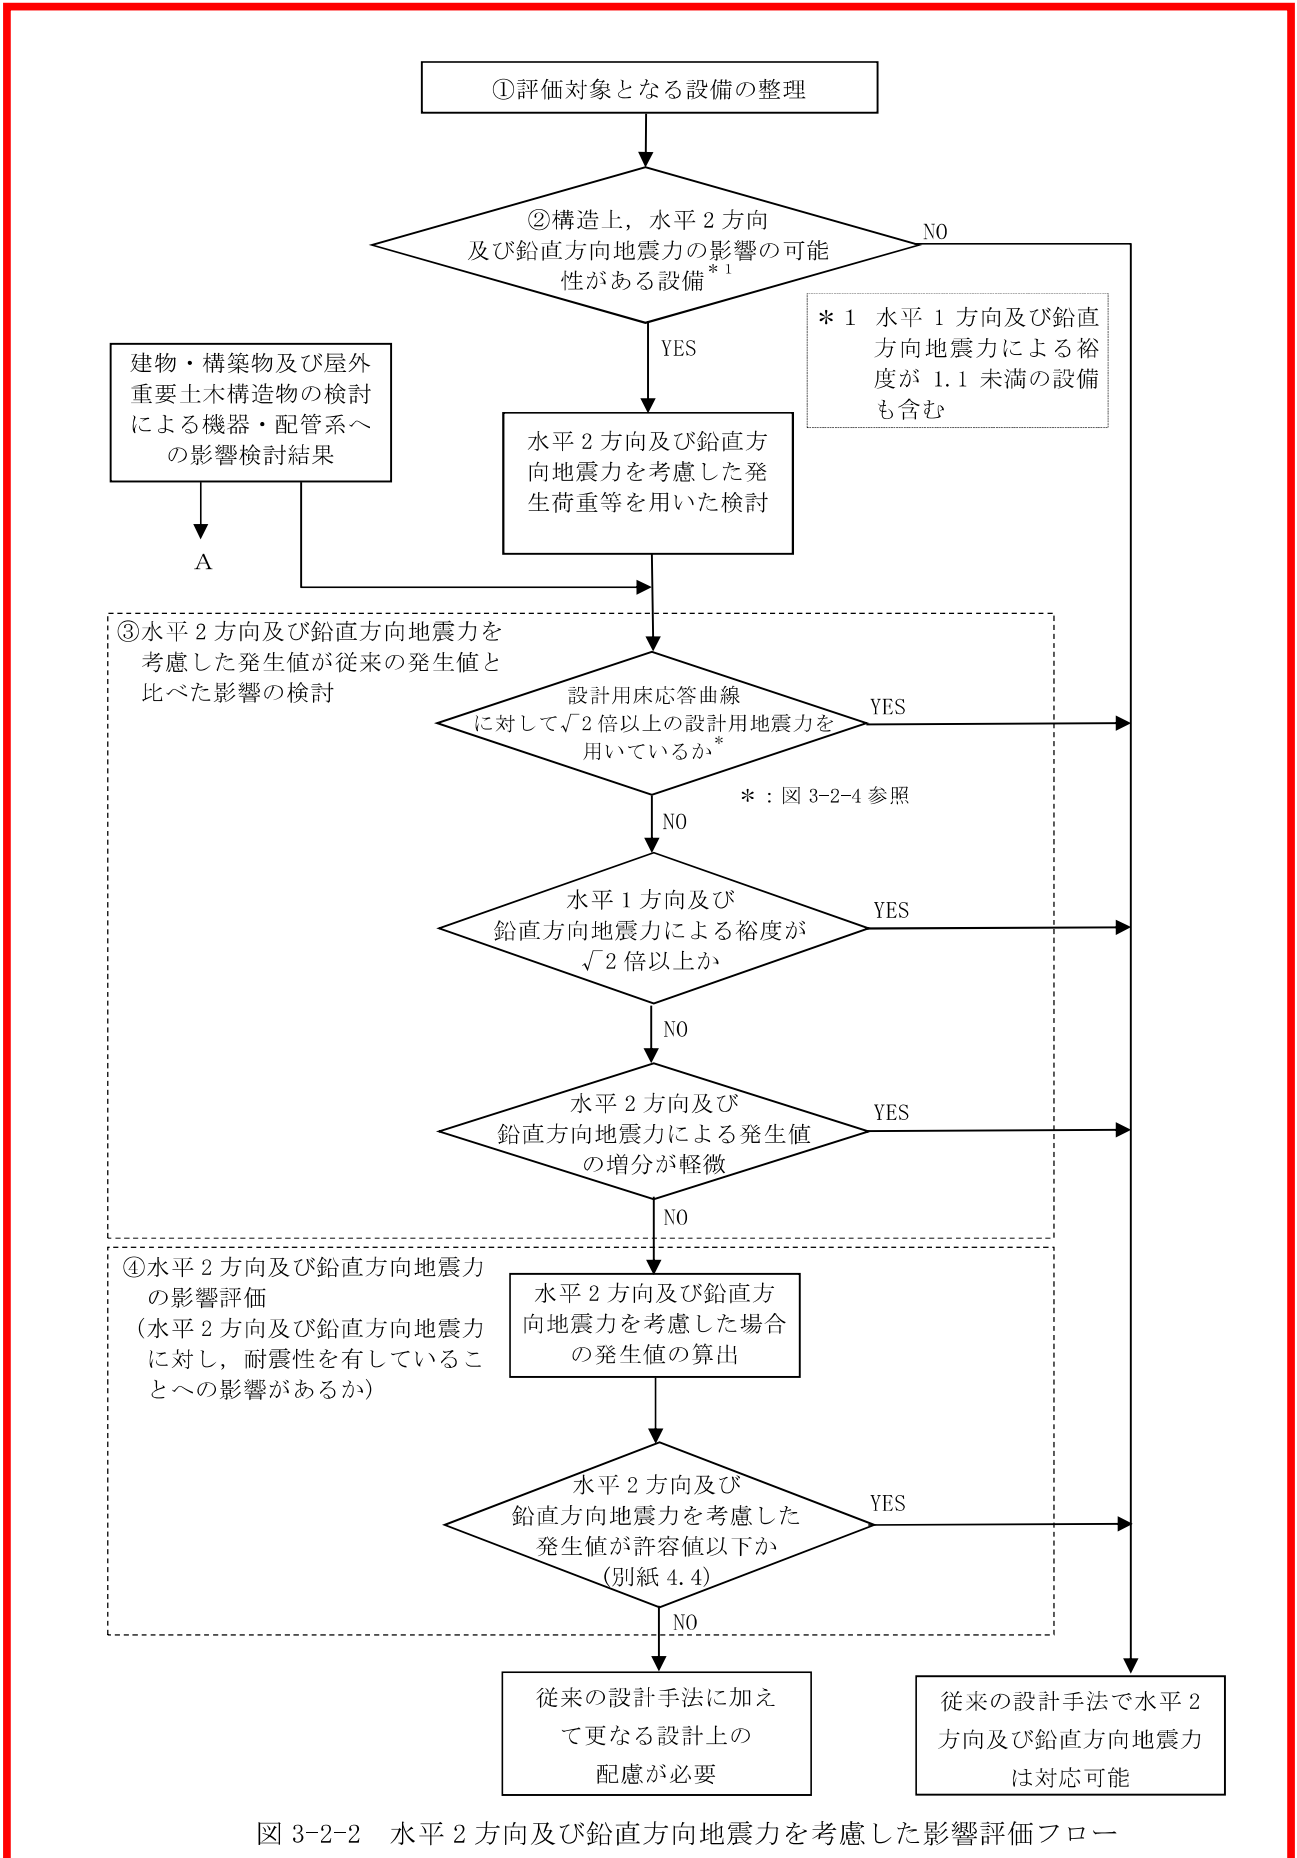 ①評価対象となる設備の整理
②構造上，水平２方向
及び鉛直方向地震力の影響の可能
性がある設備＊１
NO
YES
＊１ 水平１方向及び鉛直
方向地震力による裕
度が 1.1 未満の設備
も含む
建物・構築物及び屋外
重要土木構造物の検討
による機器・配管系へ
の影響検討結果
A
水平２方向及び鉛直方
向地震力を考慮した発
生荷重等を用いた検討
③水平２方向及び鉛直方向地震力を
考慮した発生値が従来の発生値と
比べた影響の検討
設計用床応答曲線
に対して√２倍以上の設計用地震力を
用いているか＊
YES
＊：図 3-2-4 参照
NO
水平１方向及び
鉛直方向地震力による裕度が
√２倍以上か
YES
NO
水平２方向及び
鉛直方向地震力による発生値
の増分が軽微
YES
NO
④水平２方向及び鉛直方向地震力
の影響評価
（水平２方向及び鉛直方向地震力
に対し，耐震性を有しているこ
とへの影響があるか）
水平２方向及び鉛直方
向地震力を考慮した場合
の発生値の算出
水平２方向及び
鉛直方向地震力を考慮した
発生値が許容値以下か
(別紙 4.4)
YES
NO
従来の設計手法に加え
て更なる設計上の
配慮が必要
従来の設計手法で水平２
方向及び鉛直方向地震力
は対応可能
図 3-2-2 水平２方向及び鉛直方向地震力を考慮した影響評価フロー